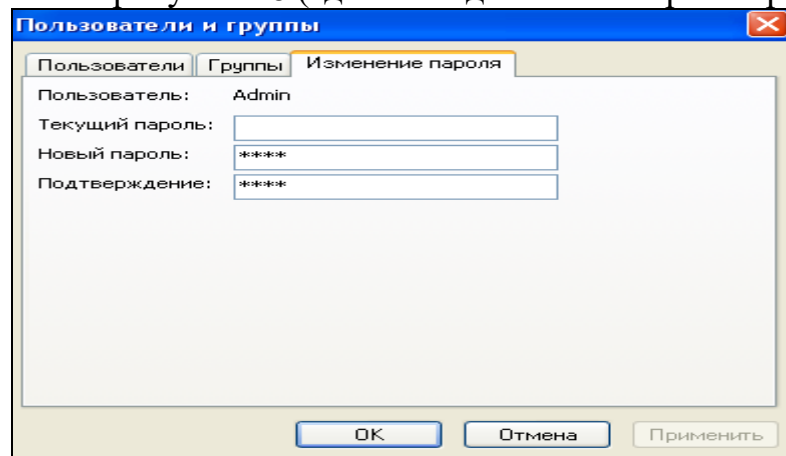 Пользователи и группы
Пользователи Группы Изменение пароля
Пользователь: Admin
Текущий пароль:
Новый пароль: ****
Подтверждение: ****
OK Отмена Применить